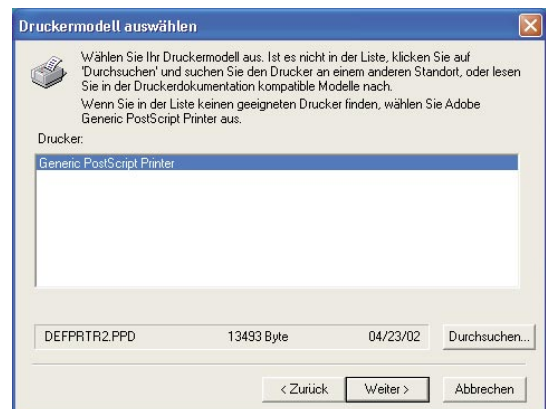 Druckermodell auswählen
Wählen Sie Ihr Druckermodell aus. Ist es nicht in der Liste, klicken Sie auf
'Durchsuchen' und suchen Sie den Drucker an einem anderen Standort, oder lesen
Sie in der Druckerdokumentation kompatible Modelle nach.
Wenn Sie in der Liste keinen geeigneten Drucker finden, wählen Sie Adobe
Generic PostScript Printer aus.
Drucker:
Generic PostScript Printer
DEFPRTR2.PPD 13493 Byte 04/23/02 Durchsuchen...
< Zurück Weiter > Abbrechen